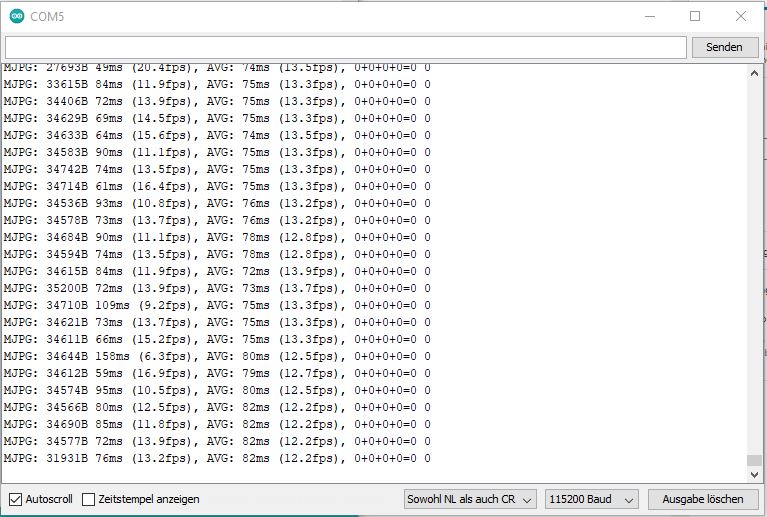 COM5
Senden
MJPG: 27693B 49ms (20.4fps), AVG: 74ms (13.5fps), 0+0+0+0=0 0
MJPG: 33615B 84ms (11.9fps), AVG: 75ms (13.3fps), 0+0+0+0=0 0
MJPG: 34406B 72ms (13.9fps), AVG: 75ms (13.3fps), 0+0+0+0=0 0
MJPG: 34629B 69ms (14.5fps), AVG: 75ms (13.3fps), 0+0+0+0=0 0
MJPG: 34633B 64ms (15.6fps), AVG: 74ms (13.5fps), 0+0+0+0=0 0
MJPG: 34583B 90ms (11.1fps), AVG: 75ms (13.3fps), 0+0+0+0=0 0
MJPG: 34742B 74ms (13.5fps), AVG: 75ms (13.3fps), 0+0+0+0=0 0
MJPG: 34714B 61ms (16.4fps), AVG: 75ms (13.3fps), 0+0+0+0=0 0
MJPG: 34536B 93ms (10.8fps), AVG: 76ms (13.2fps), 0+0+0+0=0 0
MJPG: 34578B 73ms (13.7fps), AVG: 76ms (13.2fps), 0+0+0+0=0 0
MJPG: 34684B 90ms (11.1fps), AVG: 78ms (12.8fps), 0+0+0+0=0 0
MJPG: 34594B 74ms (13.5fps), AVG: 78ms (12.8fps), 0+0+0+0=0 0
MJPG: 34615B 84ms (11.9fps), AVG: 72ms (13.9fps), 0+0+0+0=0 0
MJPG: 35200B 72ms (13.9fps), AVG: 73ms (13.7fps), 0+0+0+0=0 0
MJPG: 34710B 109ms (9.2fps), AVG: 75ms (13.3fps), 0+0+0+0=0 0
MJPG: 34621B 73ms (13.7fps), AVG: 75ms (13.3fps), 0+0+0+0=0 0
MJPG: 34611B 66ms (15.2fps), AVG: 75ms (13.3fps), 0+0+0+0=0 0
MJPG: 34644B 158ms (6.3fps), AVG: 80ms (12.5fps), 0+0+0+0=0 0
MJPG: 34612B 59ms (16.9fps), AVG: 79ms (12.7fps), 0+0+0+0=0 0
MJPG: 34574B 95ms (10.5fps), AVG: 80ms (12.5fps), 0+0+0+0=0 0
MJPG: 34566B 80ms (12.5fps), AVG: 82ms (12.2fps), 0+0+0+0=0 0
MJPG: 34690B 85ms (11.8fps), AVG: 82ms (12.2fps), 0+0+0+0=0 0
MJPG: 34577B 72ms (13.9fps), AVG: 82ms (12.2fps), 0+0+0+0=0 0
MJPG: 31931B 76ms (13.2fps), AVG: 82ms (12.2fps), 0+0+0+0=0 0
Autoscroll Zeitstempel anzeigen Sowohl NL als auch CR 115200 Baud Ausgabe löschen